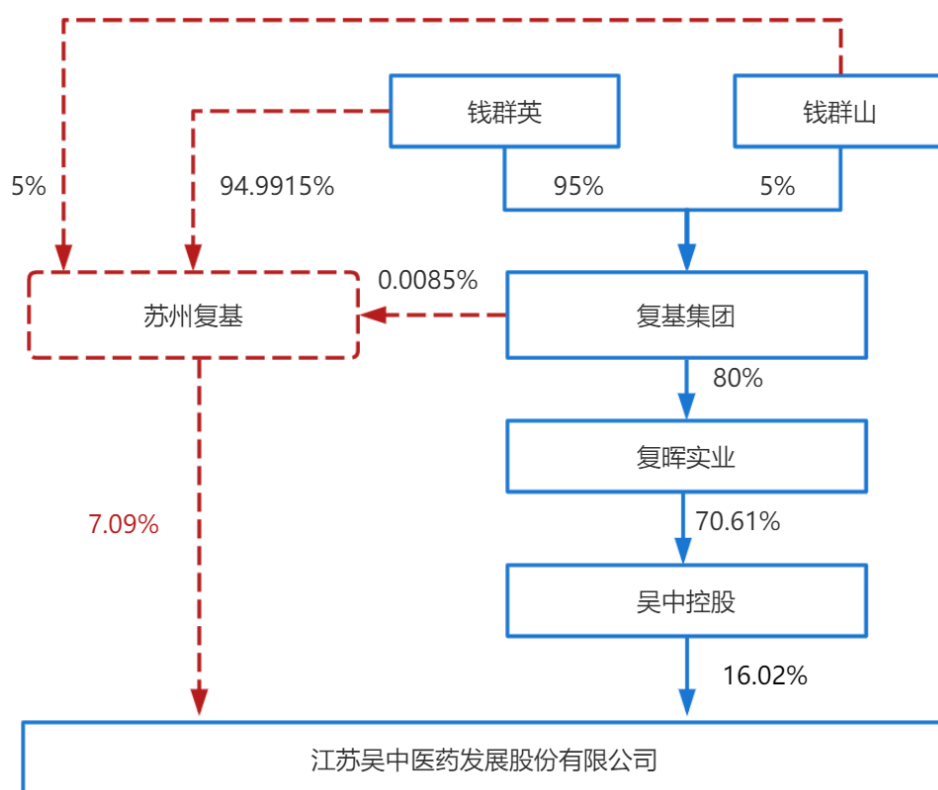 钱群英
钱群山
5%
94.9915%
95%
5%
0.0085%
苏州复基
复基集团
80%
复晖实业
7.09%
70.61%
吴中控股
16.02%
江苏吴中医药发展股份有限公司